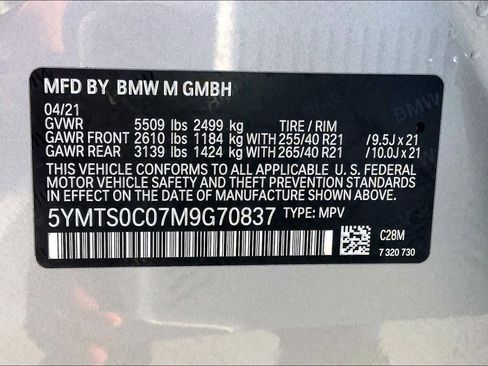 MFD BY BMW M GMBH
04/21
GVWR 5509 lbs 2499 kg TIRE / RIM
GAWR FRONT 2610 lbs 1184 kg WITH 255/40 R21 / 9.5J x 21
GAWR REAR 3139 lbs 1424 kg WITH 265/40 R21 / 10.0J x 21
THIS VEHICLE CONFORMS TO ALL APPLICABLE U. S. FEDERAL
MOTOR VEHICLE SAFETY, BUMPER, AND THEFT PREVENTION
STANDARDS IN EFFECT ON THE DATE OF MANUFACTURE
SHOWN ABOVE.
5YMTS0C07M9G70837 TYPE: MPV
C28M
7 320 730